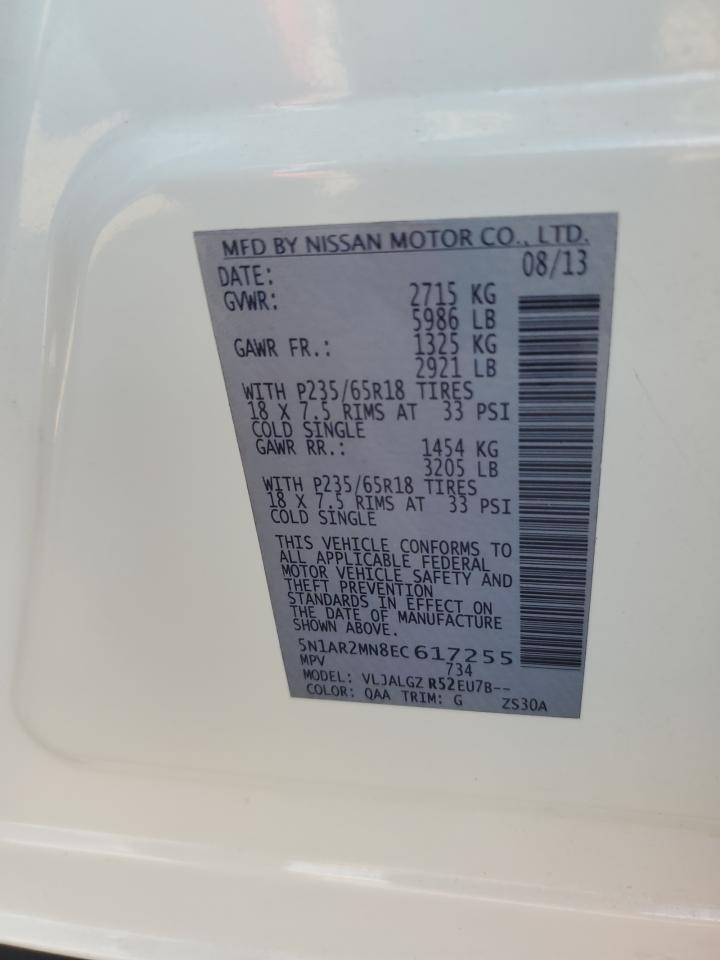 MFD BY NISSAN MOTOR CO., LTD.
DATE: 08/13
GVWR: 2715 KG
5986 LB
GAWR FR.: 1325 KG
2921 LB
WITH P235/65R18 TIRES
18 X 7.5 RIMS AT 33 PSI
COLD SINGLE
GAWR RR.: 1454 KG
3205 LB
WITH P235/65R18 TIRES
18 X 7.5 RIMS AT 33 PSI
COLD SINGLE
THIS VEHICLE CONFORMS TO
ALL APPLICABLE FEDERAL
MOTOR VEHICLE SAFETY AND
THEFT PREVENTION
STANDARDS IN EFFECT ON
THE DATE OF MANUFACTURE
SHOWN ABOVE.
5N1AR2MN8EC617255
MPV 734
MODEL: VLJALGZ R52EU7B--
COLOR: QAA TRIM: G ZS30A